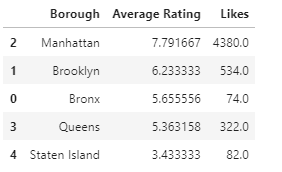 Borough Average Rating Likes
2 Manhattan 7.791667 4380.0
1 Brooklyn 6.233333 534.0
0 Bronx 5.655556 74.0
3 Queens 5.363158 322.0
4 Staten Island 3.433333 82.0